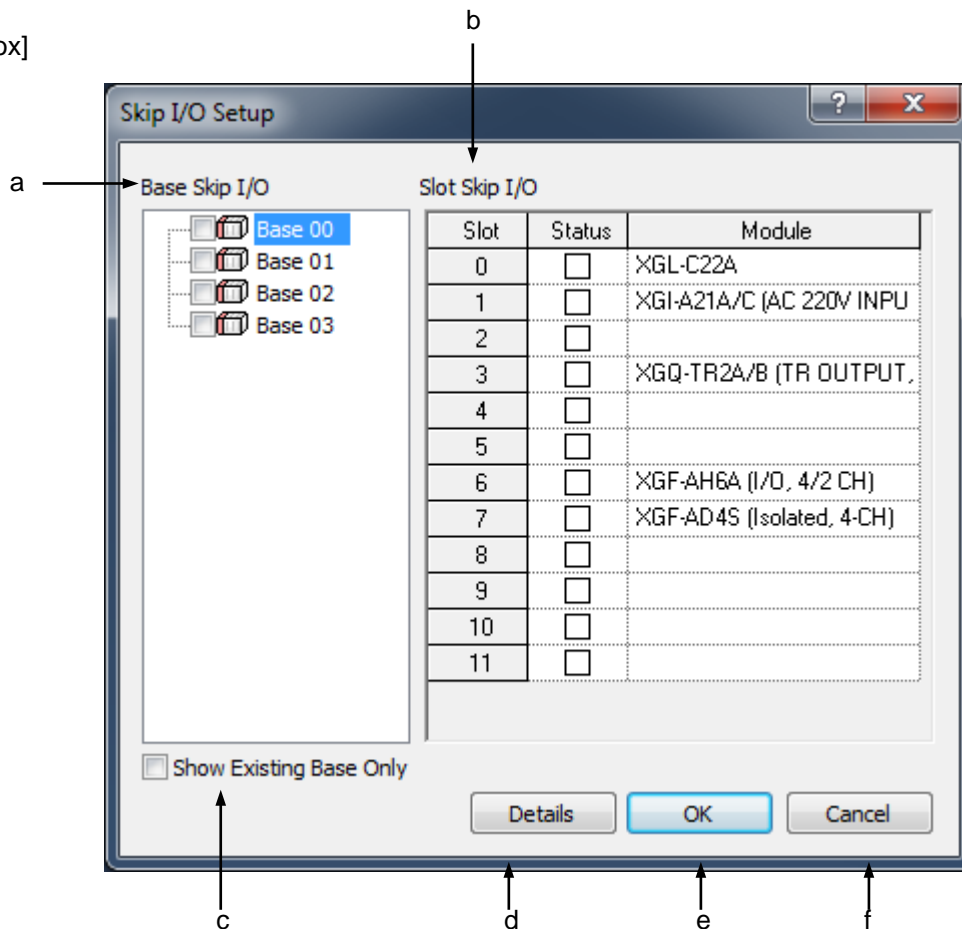 b
ox]
Skip I/O Setup
a
Base Skip I/O
Slot Skip I/O
Base 00
Base 01
Base 02
Base 03
Slot Status Module
0 XGL-C22A
1 XGI-A21A/C (AC 220V INPU
2
3 XGQ-TR2A/B (TR OUTPUT,
4
5
6 XGF-AH6A (I/O, 4/2 CH)
7 XGF-AD4S (Isolated, 4-CH)
8
9
10
11
Show Existing Base Only
Details OK Cancel
c d e f